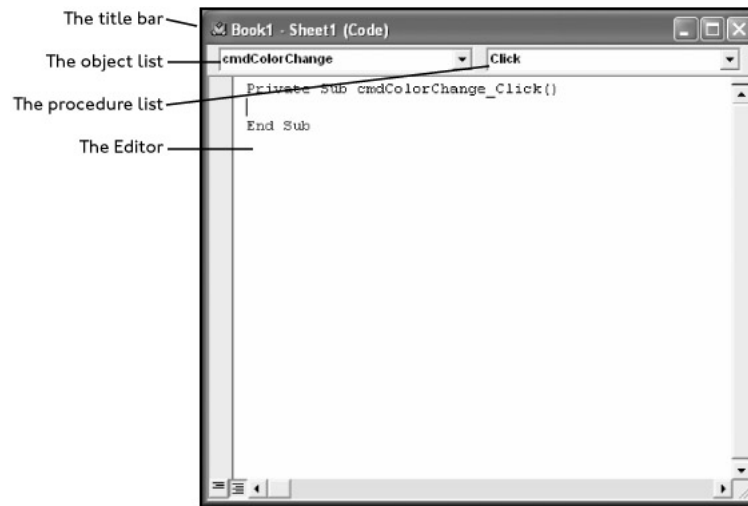 The title bar
Book1 - Sheet1 (Code)
The object list
cmdColorChange
Click
The procedure list
Private Sub cmdColorChange_Click()
End Sub
The Editor